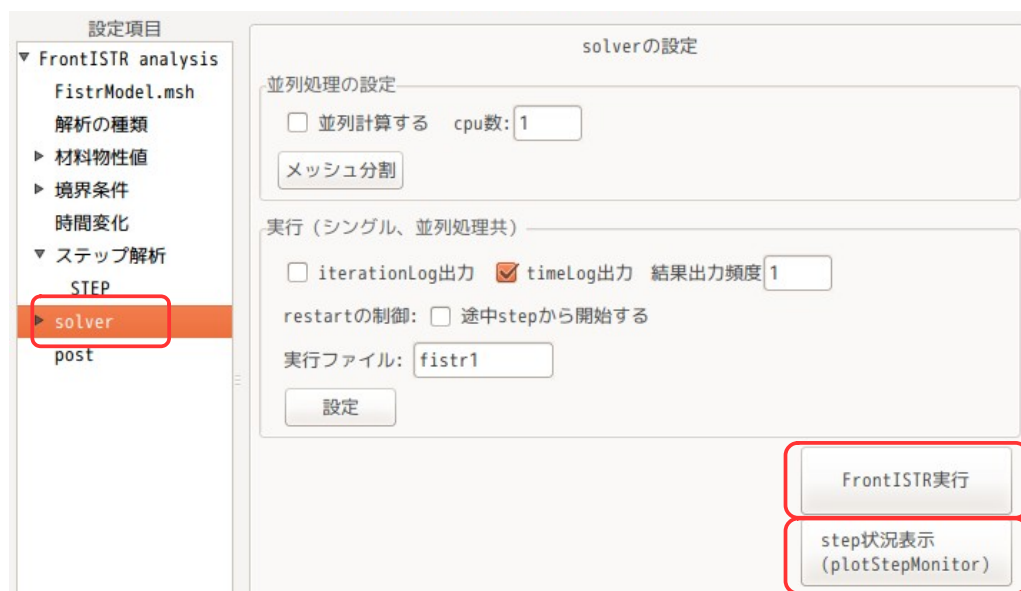 設定項目
FrontISTR analysis
FistrModel.msh
解析の種類
材料物性値
境界条件
時間変化
ステップ解析
STEP
solver
post
solverの設定
並列処理の設定
並列計算する cpu数: 1
メッシュ分割
実行（シングル、並列処理共）
iterationLog出力 timeLog出力 結果出力頻度 1
restartの制御: 途中stepから開始する
実行ファイル: fistr1
設定
FrontISTR実行
step状況表示
(plotStepMonitor)